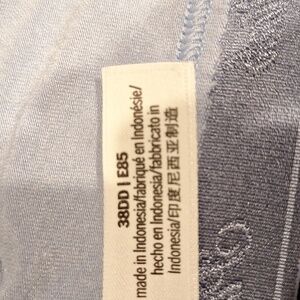 38DD | E85
made in Indonesia/fabriqué en Indonésie/
hecho en Indonesia/fabbricato in
Indonesia/印度尼西亚制造